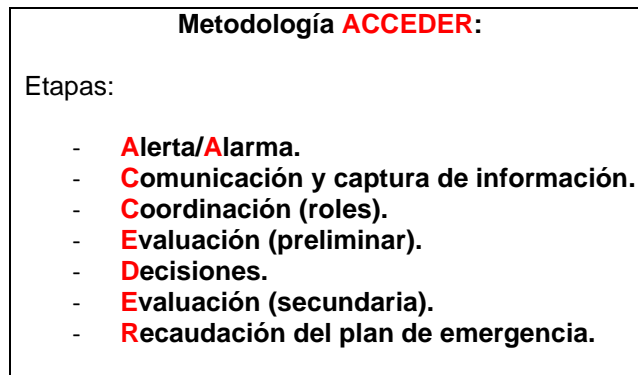 Metodología ACCEDER:
Etapas:
- Alerta/Alarma.
- Comunicación y captura de información.
- Coordinación (roles).
- Evaluación (preliminar).
- Decisiones.
- Evaluación (secundaria).
- Recaudación del plan de emergencia.